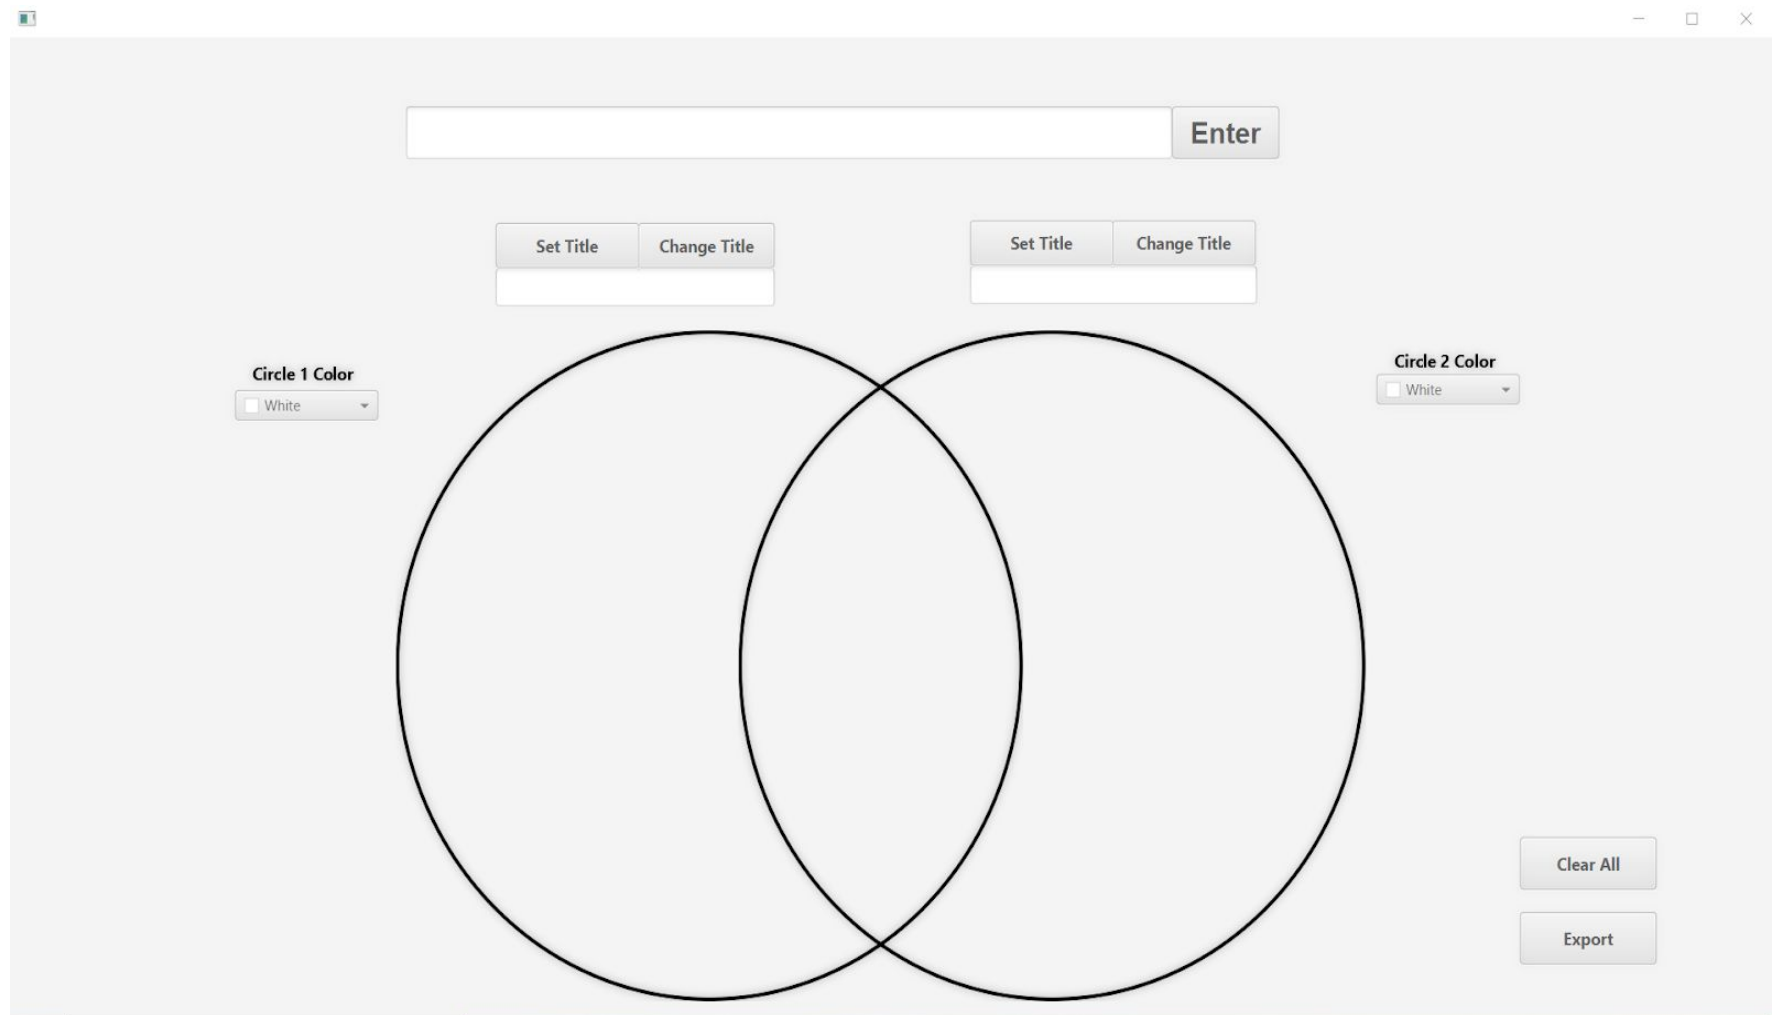 Enter
Set Title Change Title
Set Title Change Title
Circle 1 Color
White
Circle 2 Color
White
Clear All
Export